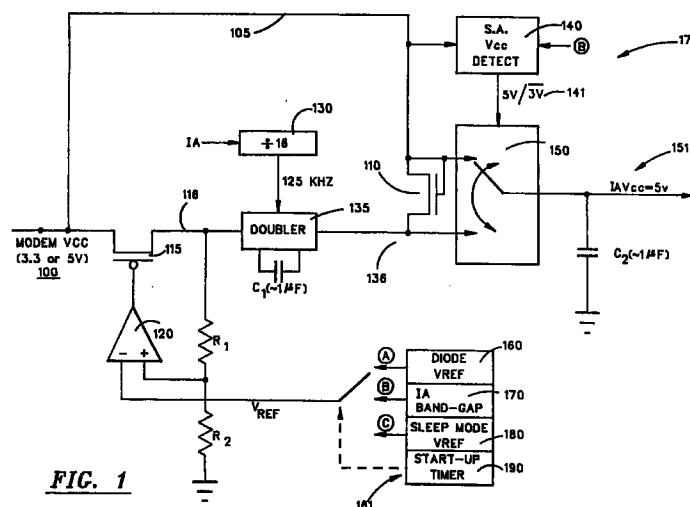 105
S.A.
Vcc
DETECT
140
B
17
5V/3V
141
130
IA
÷16
125 KHZ
110
150
151
IAVcc=5v
118
135
DOUBLER
C1(~1μF)
136
C2(~1μF)
MODEM VCC
(3.3 or 5V)
100
115
120
- +
R1
R2
VREF
A
DIODE
VREF
160
B
IA
BAND-GAP
170
C
SLEEP MODE
VREF
180
START-UP
TIMER
190
161
FIG. 1